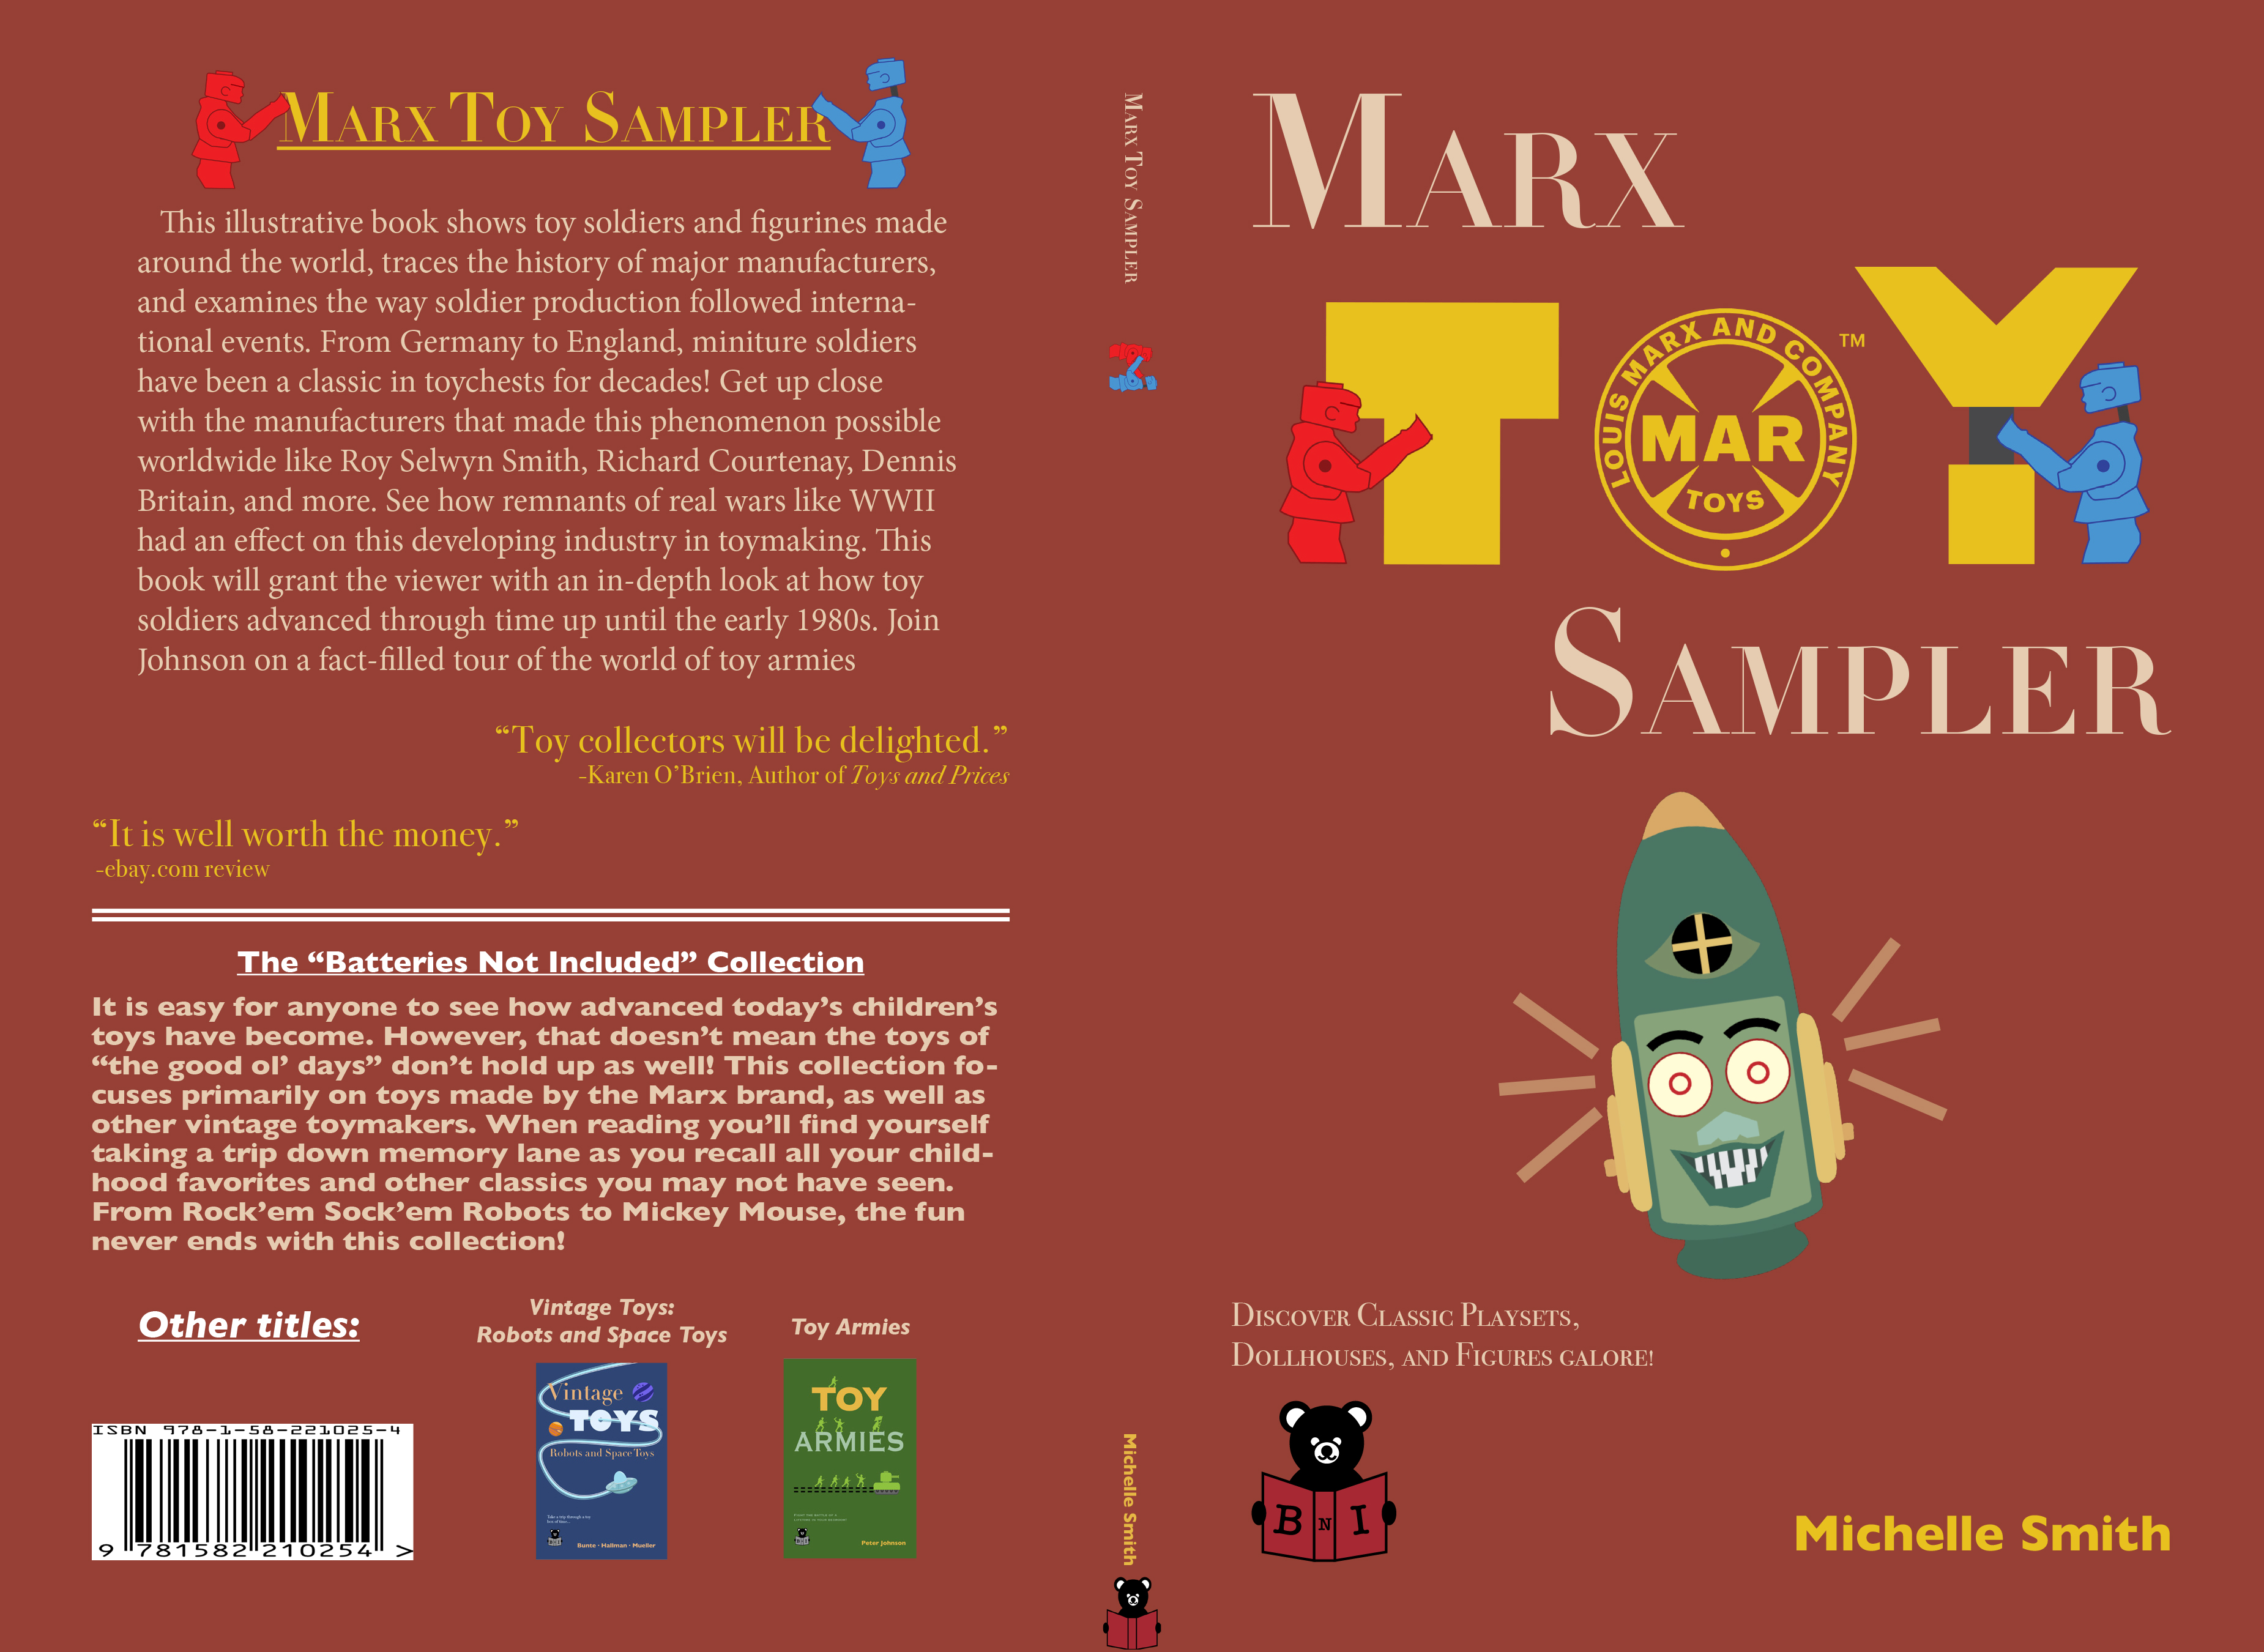 Marx Toy Sampler
This illustrative book shows toy soldiers and figurines made
around the world, traces the history of major manufacturers,
and examines the way soldier production followed interna-
tional events. From Germany to England, miniture soldiers
have been a classic in toychests for decades! Get up close
with the manufacturers that made this phenomenon possible
worldwide like Roy Selwyn Smith, Richard Courtenay, Dennis
Britain, and more. See how remnants of real wars like WWII
had an effect on this developing industry in toymaking. This
book will grant the viewer with an in-depth look at how toy
soldiers advanced through time up until the early 1980s. Join
Johnson on a fact-filled tour of the world of toy armies
“Toy collectors will be delighted.”
-Karen O’Brien, Author of Toys and Prices
“It is well worth the money.”
-ebay.com review
The “Batteries Not Included” Collection
It is easy for anyone to see how advanced today’s children’s
toys have become. However, that doesn’t mean the toys of
“the good ol’ days” don’t hold up as well! This collection fo-
cuses primarily on toys made by the Marx brand, as well as
other vintage toymakers. When reading you’ll find yourself
taking a trip down memory lane as you recall all your child-
hood favorites and other classics you may not have seen.
From Rock’em Sock’em Robots to Mickey Mouse, the fun
never ends with this collection!
Other titles:
Vintage Toys:
Robots and Space Toys
Toy Armies
Vintage
TOYS
Robots and Space Toys
Take a trip through a toy
box of time...
Bunte · Hallman · Mueller
TOY
ARMIES
Peter Johnson
ISBN 978-1-58-221025-4
9 781582 210254 >
Marx Toy Sampler
Michelle Smith
Marx
TOY
LOUIS MARX AND COMPANY
MAR
TOYS
TM
Sampler
Discover Classic Playsets,
Dollhouses, and Figures galore!
B N I
Michelle Smith